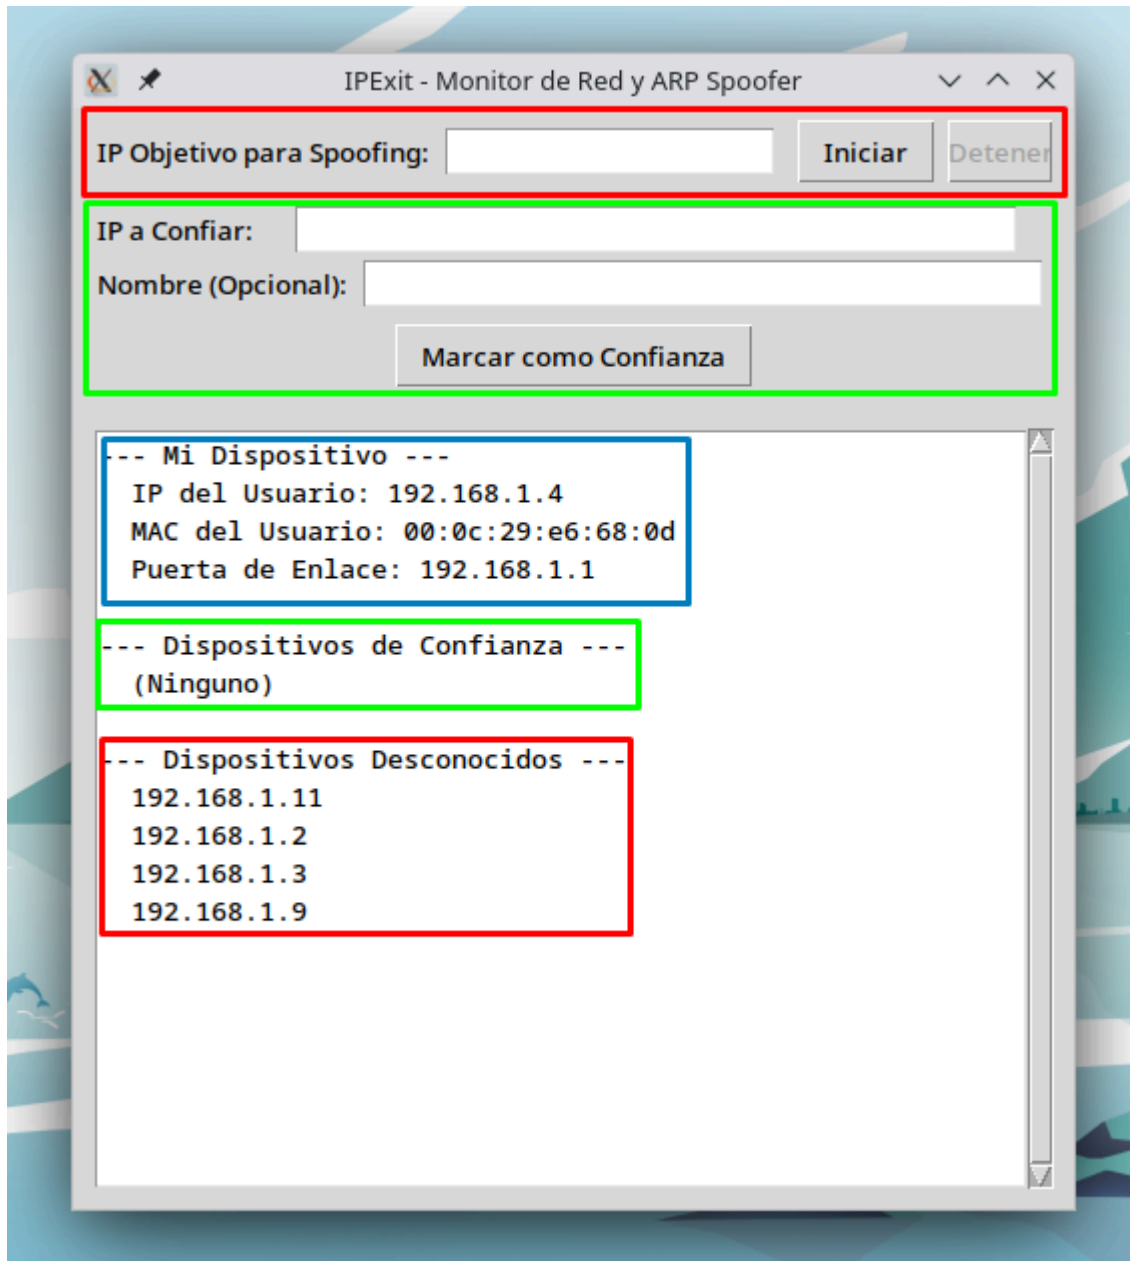 IPExit - Monitor de Red y ARP Spoofer
IP Objetivo para Spoofing: Iniciar Detener
IP a Confiar:
Nombre (Opcional):
Marcar como Confianza
--- Mi Dispositivo ---
IP del Usuario: 192.168.1.4
MAC del Usuario: 00:0c:29:e6:68:0d
Puerta de Enlace: 192.168.1.1
--- Dispositivos de Confianza ---
(Ninguno)
--- Dispositivos Desconocidos ---
192.168.1.11
192.168.1.2
192.168.1.3
192.168.1.9